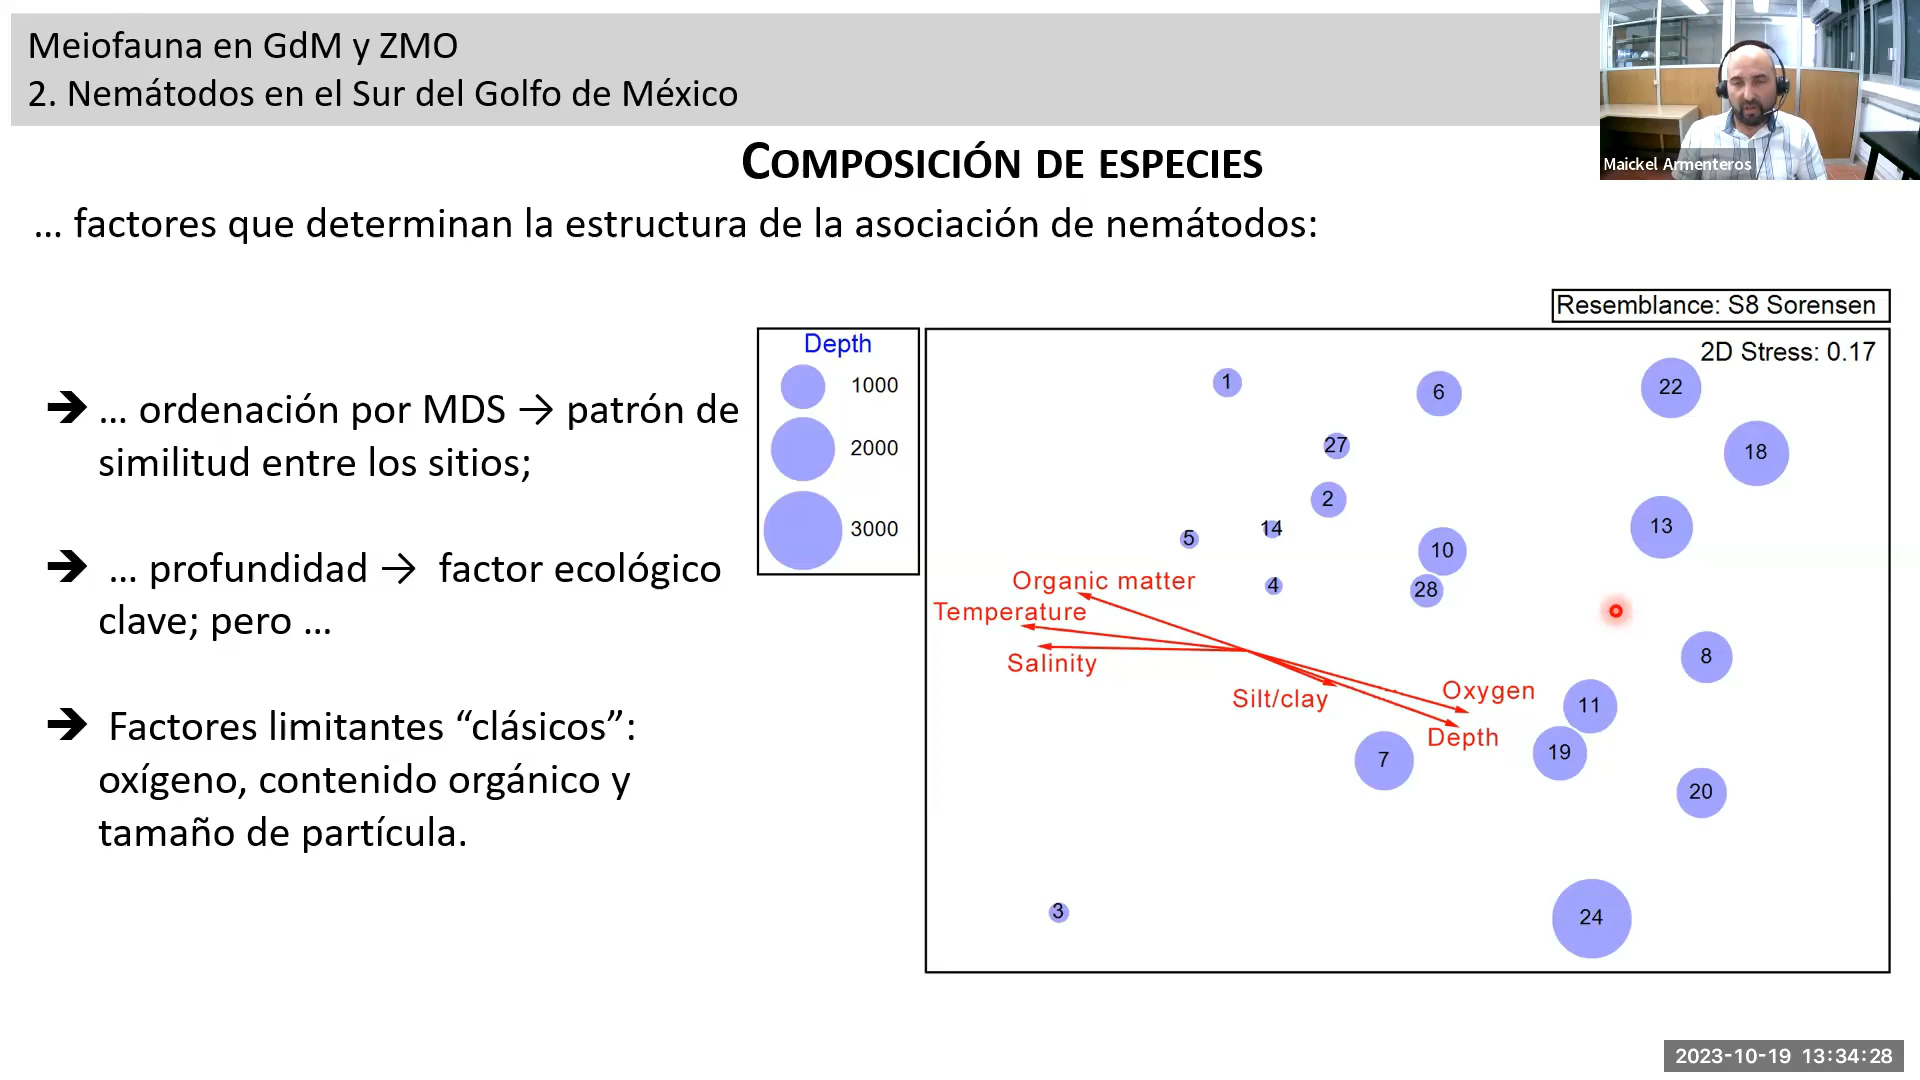 Meiofauna en GdM y ZMO
2. Nemátodos en el Sur del Golfo de México
Maickel Armenteros
COMPOSICIÓN DE ESPECIES
... factores que determinan la estructura de la asociación de nemátodos:
➔ ... ordenación por MDS → patrón de
similitud entre los sitios;
➔ ... profundidad → factor ecológico
clave; pero ...
➔ Factores limitantes “clásicos”:
oxígeno, contenido orgánico y
tamaño de partícula.
Resemblance: S8 Sorensen
Depth
1000
2000
3000
2D Stress: 0.17
1
6
22
27
18
2
14
5
13
10
4
28
Organic matter
Temperature
Salinity
Silt/clay
Oxygen
Depth
8
11
19
7
20
3
24
2023-10-19 13:34:28